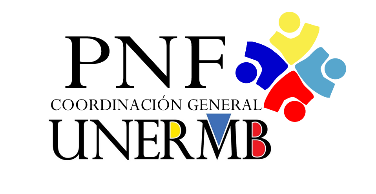 PNF
COORDINACIÓN GENERAL
UNERMB